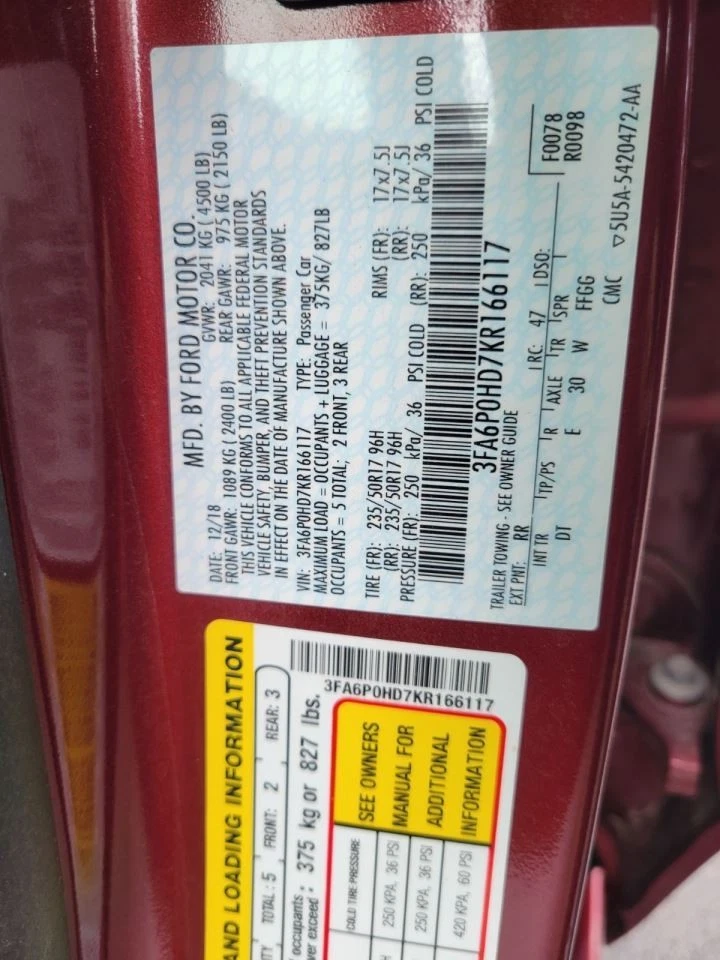 MFD. BY FORD MOTOR CO.
DATE: 12/18 GVWR: 2041 KG ( 4500 LB)
FRONT GAWR: 1089 KG ( 2400 LB) REAR GAWR: 975 KG ( 2150 LB)
THIS VEHICLE CONFORMS TO ALL APPLICABLE FEDERAL MOTOR
VEHICLE SAFETY, BUMPER, AND THEFT PREVENTION STANDARDS
IN EFFECT ON THE DATE OF MANUFACTURE SHOWN ABOVE.
VIN: 3FA6P0HD7KR166117 TYPE: Passenger Car
MAXIMUM LOAD = OCCUPANTS + LUGGAGE = 375KG/ 827LB
OCCUPANTS = 5 TOTAL; 2 FRONT, 3 REAR
TIRE (FR): 235/50R17 96H RIMS (FR): 17x7.5J
(RR): 235/50R17 96H (RR): 17x7.5J
PRESSURE (FR): 250 kPa/ 36 PSI COLD (RR): 250 kPa/ 36 PSI COLD
3FA6P0HD7KR166117
TRAILER TOWING - SEE OWNER GUIDE F0078
EXT PNT: RR RC: 47 DSO: R0098
INT TR TP/PS R AXLE TR SPR
DT E 30 W FFGG
CMC 5U5A-5420472-AA
AND LOADING INFORMATION
TOTAL : 5 FRONT: 2 REAR: 3
occupants : 375 kg or 827 lbs.
exceed
3FA6P0HD7KR166117
COLD TIRE PRESSURE
250 KPA, 36 PSI
250 KPA, 36 PSI
420 KPA, 60 PSI
SEE OWNERS
MANUAL FOR
ADDITIONAL
INFORMATION